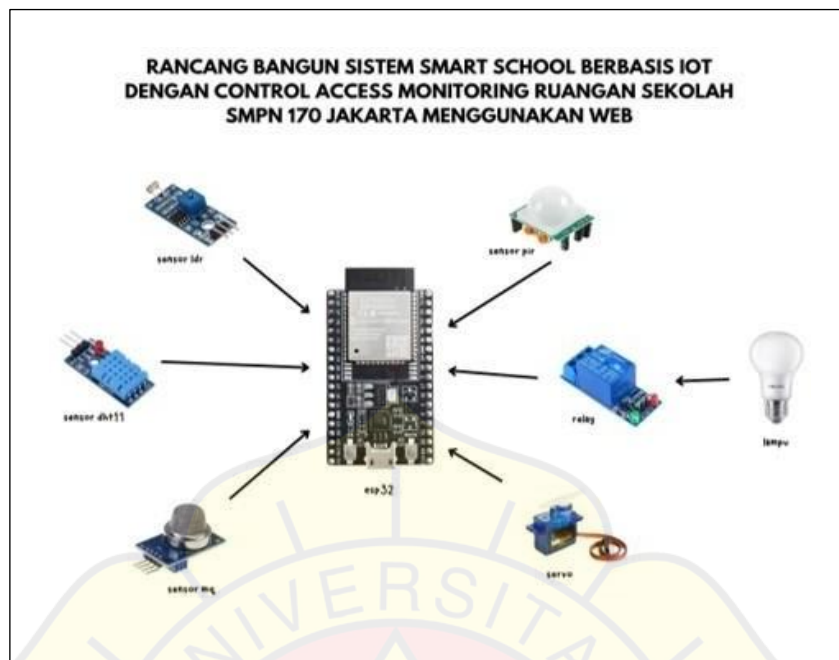 RANCANG BANGUN SISTEM SMART SCHOOL BERBASIS IOT
DENGAN CONTROL ACCESS MONITORING RUANGAN SEKOLAH
SMPN 170 JAKARTA MENGGUNAKAN WEB
sensor ldr
sensor pir
sensor dht11
relay
lampu
esp32
sensor mq
servo
NIVERSITA